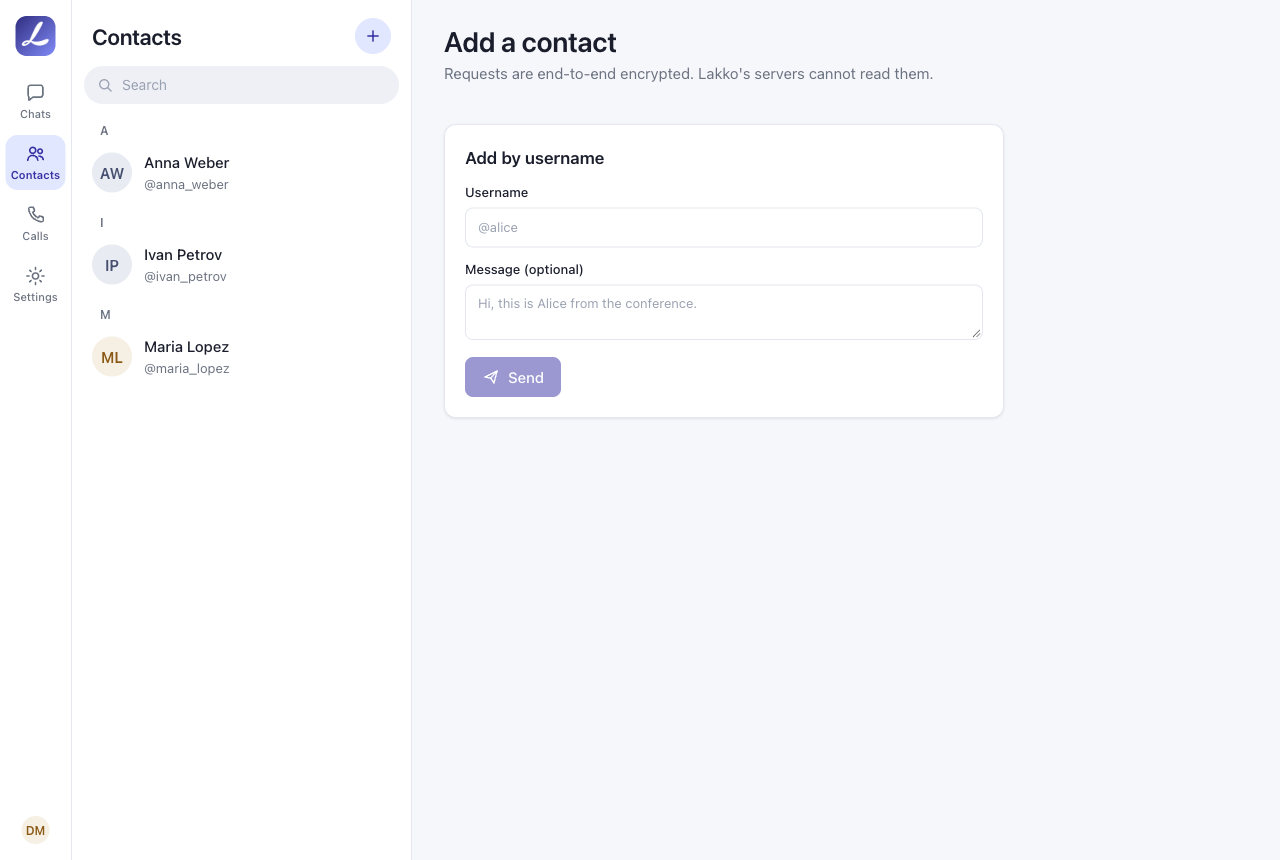 L
Chats
Contacts
Calls
Settings
DM
Contacts
Search
A
AW
Anna Weber
@anna_weber
I
IP
Ivan Petrov
@ivan_petrov
M
ML
Maria Lopez
@maria_lopez
Add a contact
Requests are end-to-end encrypted. Lakko's servers cannot read them.
Add by username
Username
@alice
Message (optional)
Hi, this is Alice from the conference.
Send